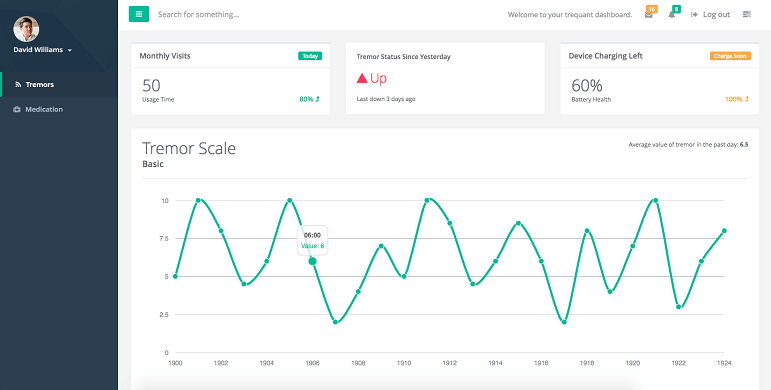 Search for something...
Welcome to your trequant dashboard.
16
8
Log out
David Williams
Tremors
Medication
Monthly Visits
Today
50
Usage Time
80%
Tremor Status Since Yesterday
Up
Last down 3 days ago
Device Charging Left
Charge Soon
60%
Battery Health
100%
Tremor Scale
Basic
Average value of tremor in the past day: 6.5
10
7.5
5
2.5
0
06:00
Value: 6
1900 1902 1904 1906 1908 1910 1912 1914 1916 1918 1920 1922 1924